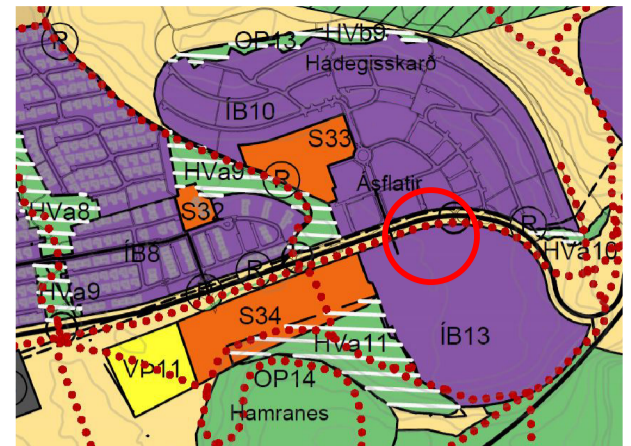 OP13
HVb9
Hádegisskarð
R
ÍB10
S33
HVa9
R
Ásflatir
S32
HVa8
R
ÍB8
HVa10
R
HVa9
S34
HVa11
ÍB13
VP11
OP14
Hamranes